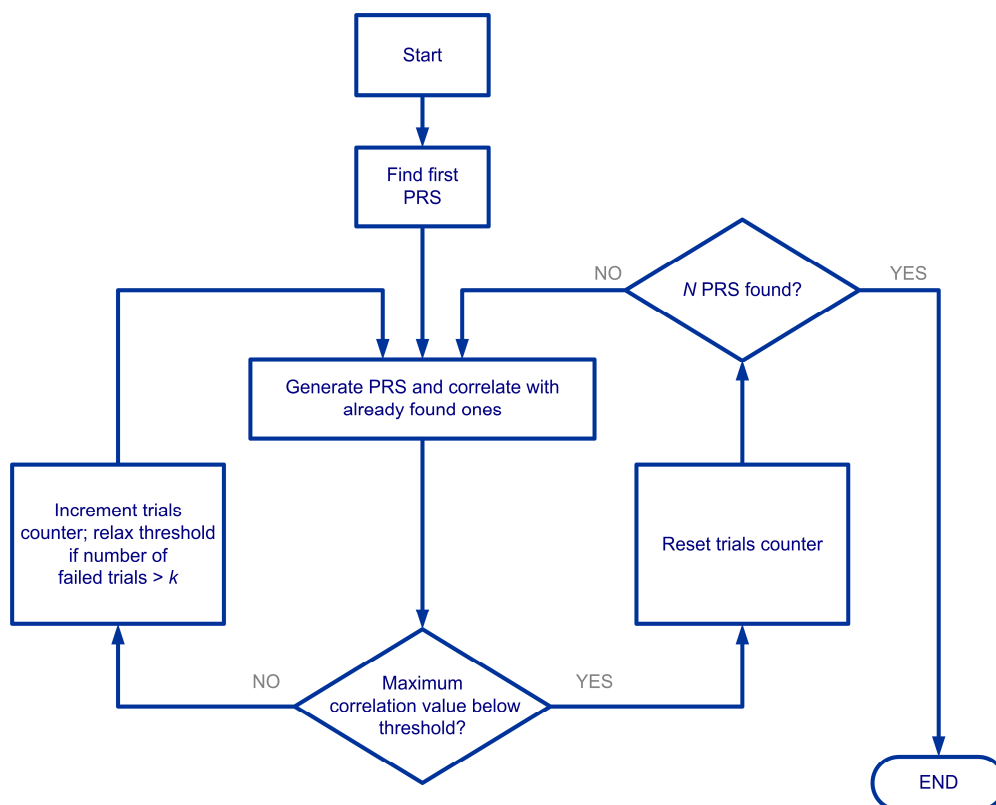 Start
Find first
PRS
NO
YES
N PRS found?
Generate PRS and correlate with
already found ones
Increment trials
counter; relax threshold
if number of
failed trials > k
Reset trials counter
NO
YES
Maximum
correlation value below
threshold?
END